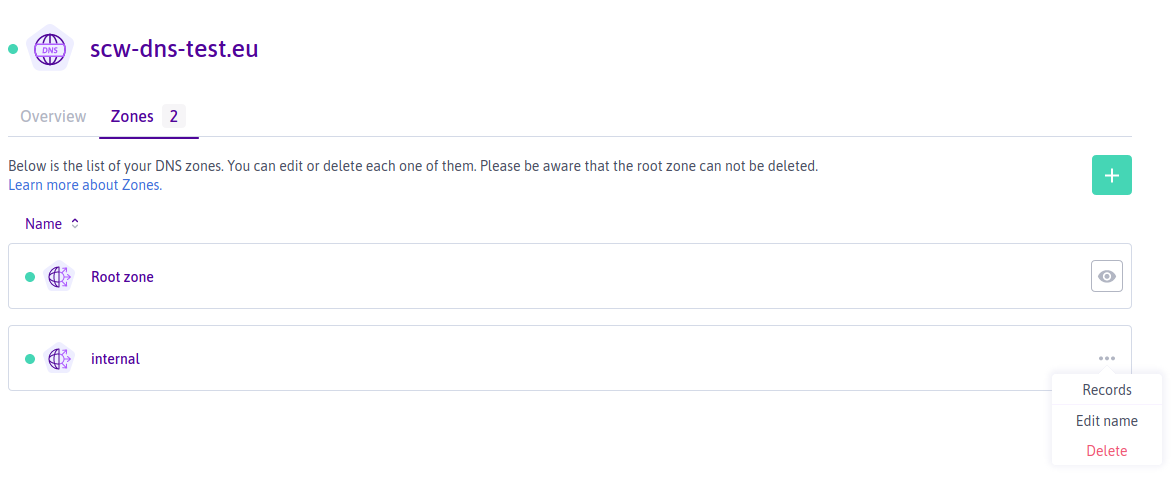 DNS
scw-dns-test.eu
Overview
Zones 2
Below is the list of your DNS zones. You can edit or delete each one of them. Please be aware that the root zone can not be deleted.
Learn more about Zones.
Name
Root zone
internal
Records
Edit name
Delete